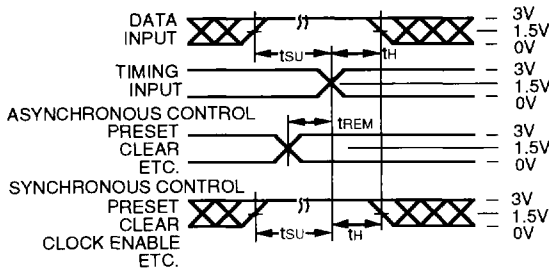 DATA
INPUT
tSU
tH
3V
1.5V
0V
TIMING
INPUT
3V
1.5V
0V
ASYNCHRONOUS CONTROL
PRESET
CLEAR
ETC.
tREM
3V
1.5V
0V
SYNCHRONOUS CONTROL
PRESET
CLEAR
CLOCK ENABLE
ETC.
tSU
tH
3V
1.5V
0V